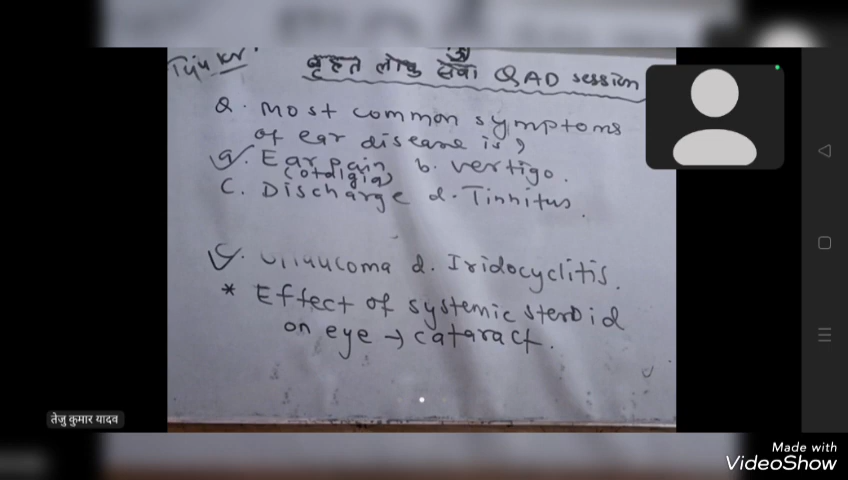 बृहत लोक सेवा QAD session
Q. Most common symptoms
of ear disease is,
a. Ear pain b. vertigo.
(otalgia)
C. Discharge d. Tinnitus.
c. Glaucoma d. Iridocyclitis.
* Effect of systemic steroid
on eye → cataract.
तेजु कुमार यादव
Made with
VideoShow